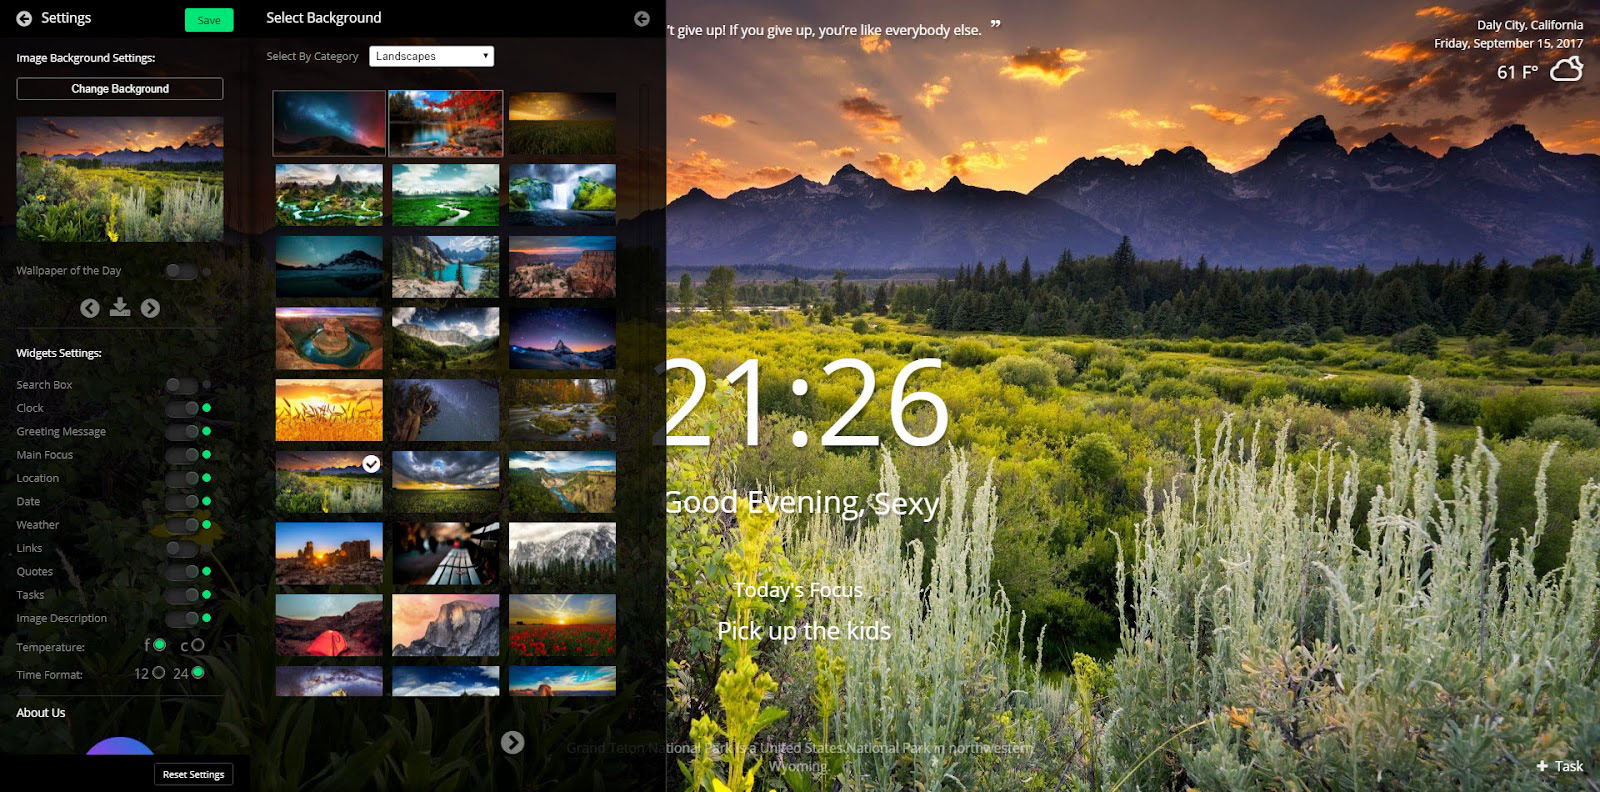 Settings
Save
Image Background Settings:
Change Background
Wallpaper of the Day
Widgets Settings:
Search Box
Clock
Greeting Message
Main Focus
Location
Date
Weather
Links
Quotes
Tasks
Image Description
Temperature: f c
Time Format: 12 24
About Us
Reset Settings
Select Background
Select By Category Landscapes
't give up! If you give up, you're like everybody else. ”
Daly City, California
Friday, September 15, 2017
61 F°
21:26
Good Evening, Sexy
Today's Focus
Pick up the kids
Grand Teton National Park is a United States National Park in northwestern
Wyoming.
+ Task